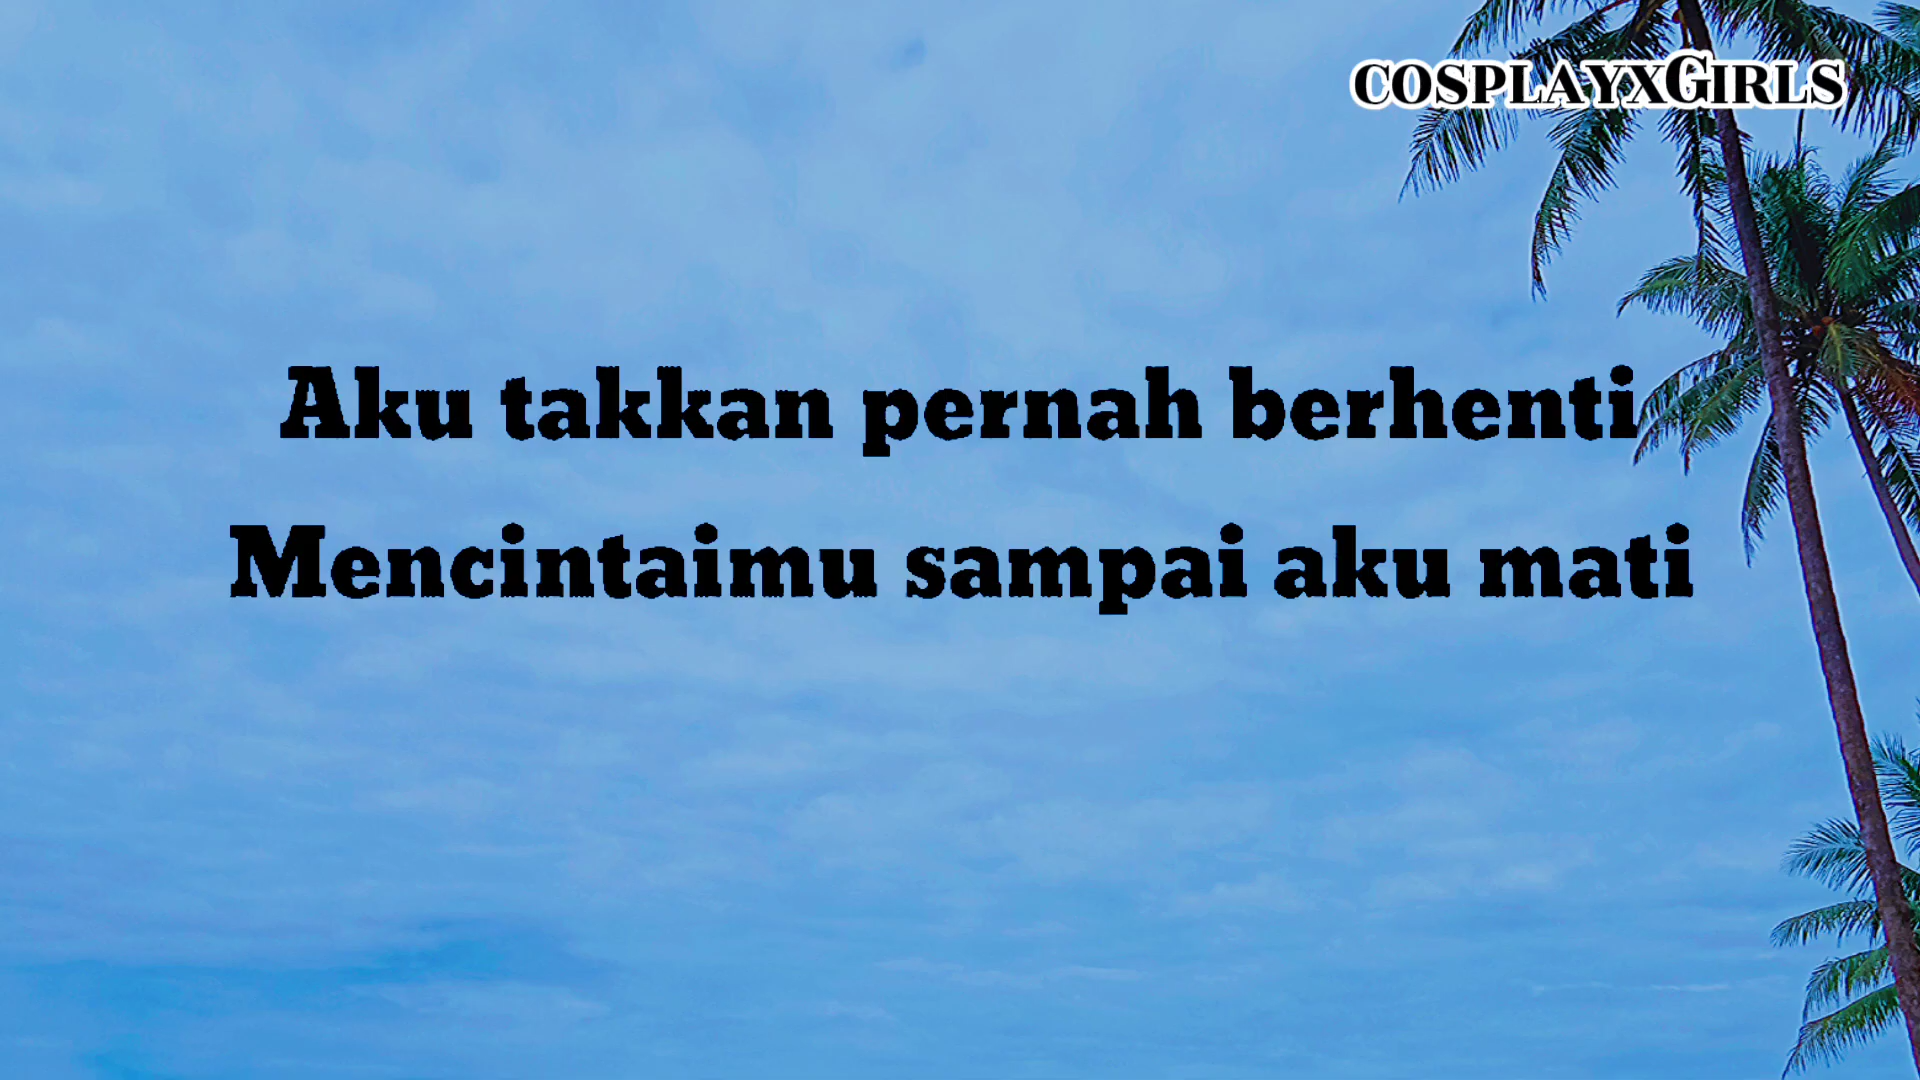 COSPLAYXGIRLS
Aku takkan pernah berhenti
Mencintaimu sampai aku mati